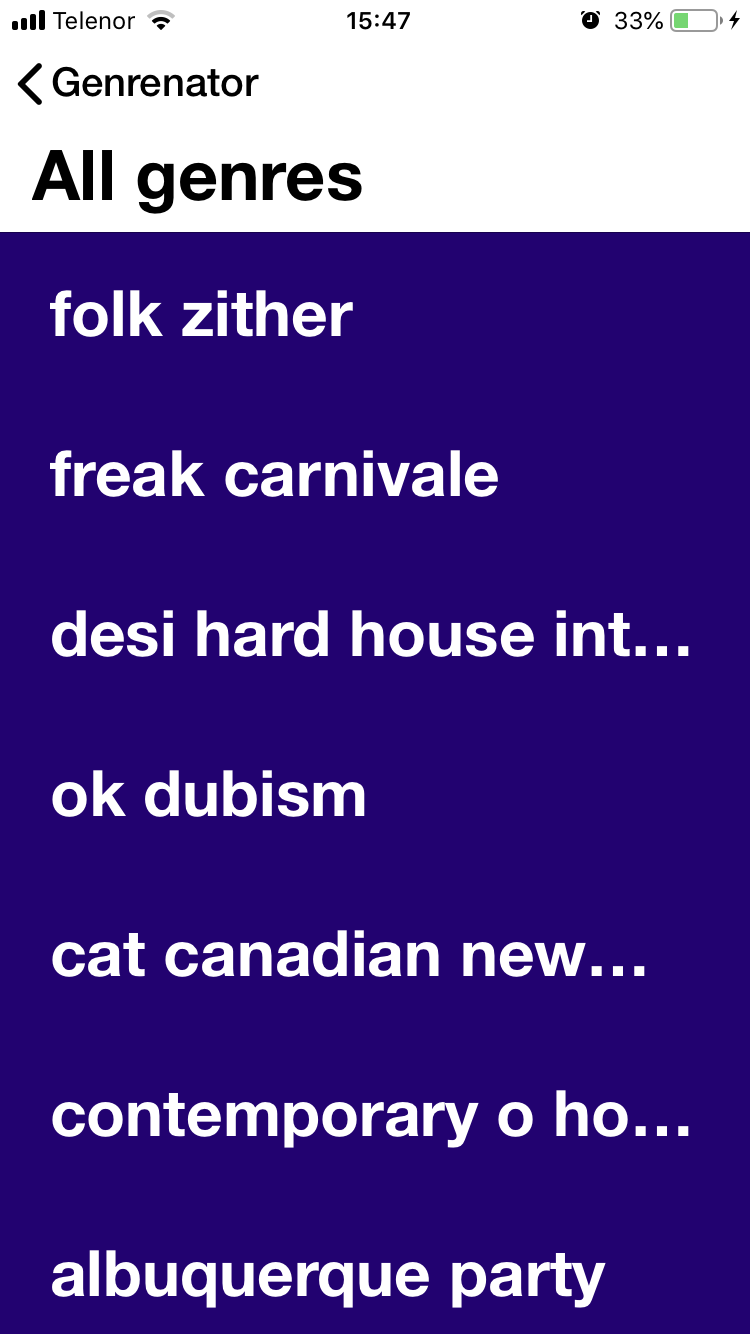 Telenor 15:47 33%
Genrenator
All genres
folk zither
freak carnivale
desi hard house int...
ok dubism
cat canadian new...
contemporary o ho...
albuquerque party